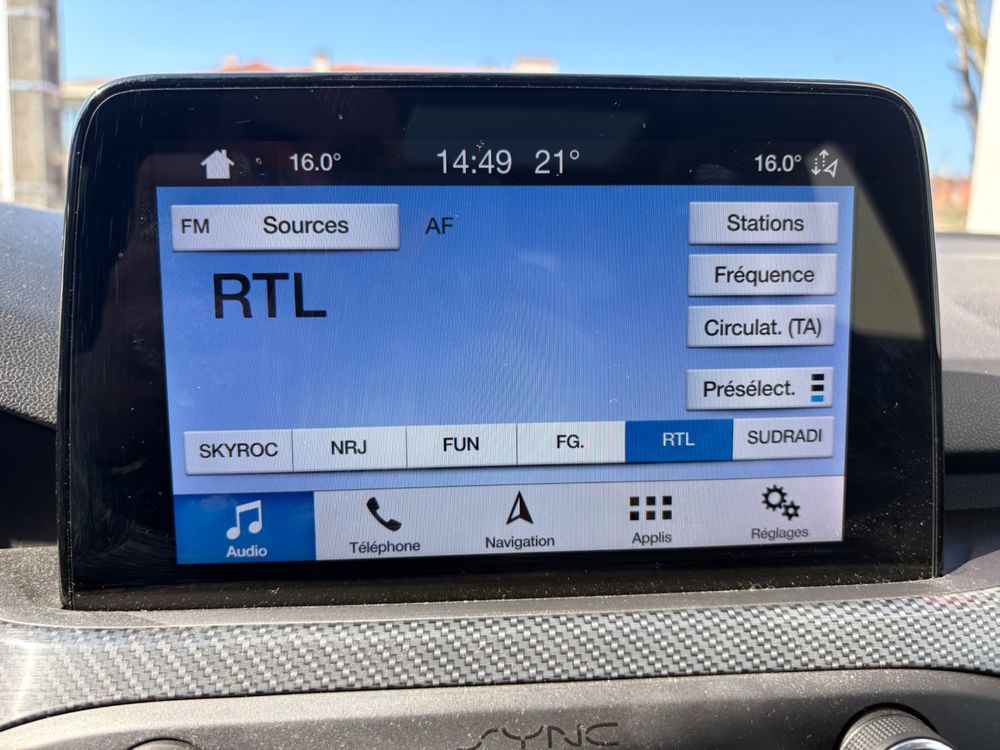 16.0° 14:49 21° 16.0°
FM Sources AF Stations
RTL
Fréquence
Circulat. (TA)
Présélect.
SKYROC NRJ FUN FG. RTL SUDRADI
Audio Téléphone Navigation Applis Réglages
SYNC